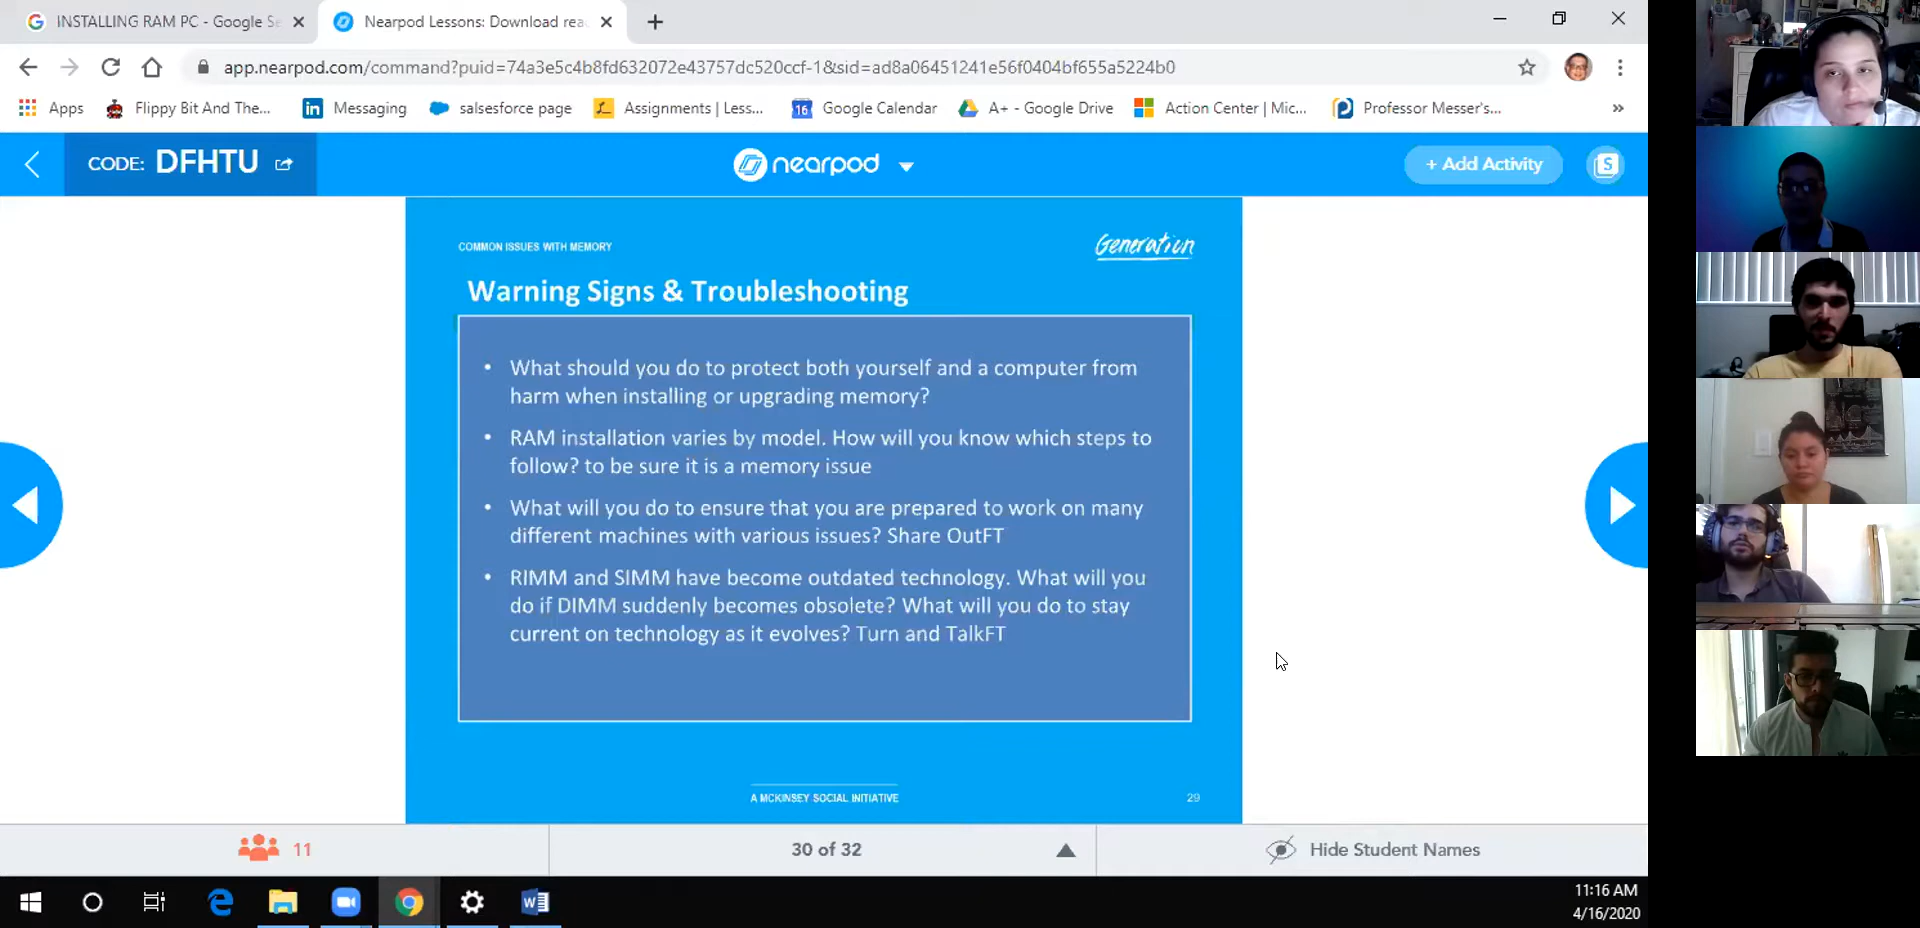 INSTALLING RAM PC - Google Se
Nearpod Lessons: Download rea
app.nearpod.com/command?puid=74a3e5c4b8fd632072e43757dc520ccf-1&sid=ad8a06451241e56f0404bf655a5224b0
Apps
Flippy Bit And The...
Messaging
salsesforce page
Assignments | Less...
16
Google Calendar
A+ - Google Drive
Action Center | Mic...
Professor Messer's...
»
CODE: DFHTU
nearpod
+ Add Activity
S
COMMON ISSUES WITH MEMORY
Generation
Warning Signs & Troubleshooting
• What should you do to protect both yourself and a computer from
harm when installing or upgrading memory?
• RAM installation varies by model. How will you know which steps to
follow? to be sure it is a memory issue
• What will you do to ensure that you are prepared to work on many
different machines with various issues? Share OutFT
• RIMM and SIMM have become outdated technology. What will you
do if DIMM suddenly becomes obsolete? What will you do to stay
current on technology as it evolves? Turn and TalkFT
A MCKINSEY SOCIAL INITIATIVE
29
11
30 of 32
Hide Student Names
11:16 AM
4/16/2020